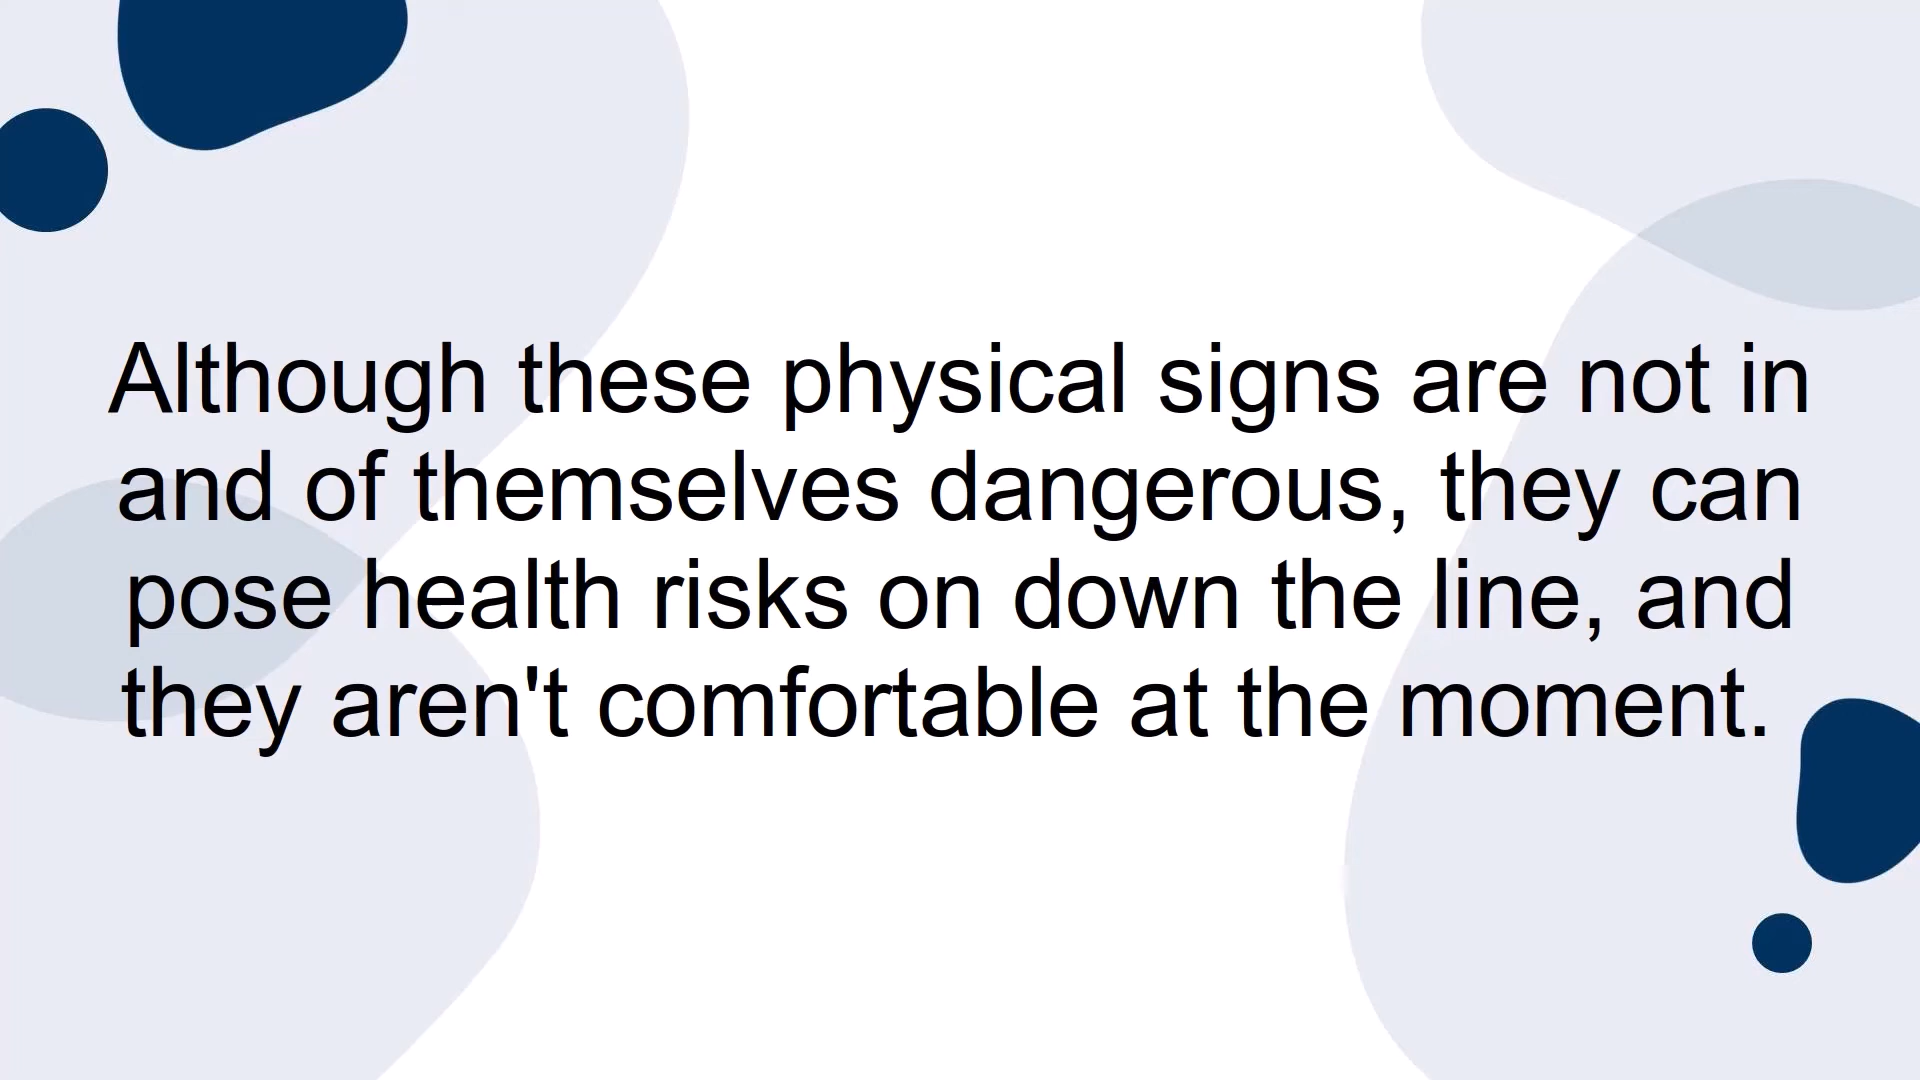 Although these physical signs are not in
and of themselves dangerous, they can
pose health risks on down the line, and
they aren't comfortable at the moment.